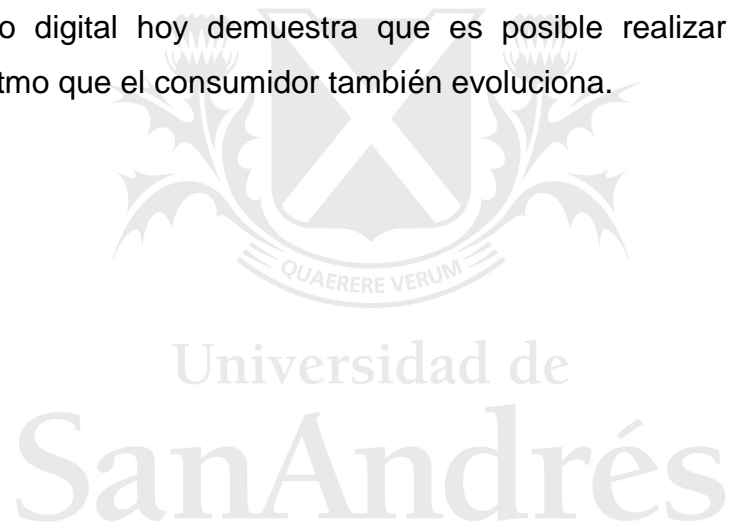 o digital hoy demuestra que es posible realizar
tmo que el consumidor también evoluciona.
QUAERERE VERUM
Universidad de
SanAndrés